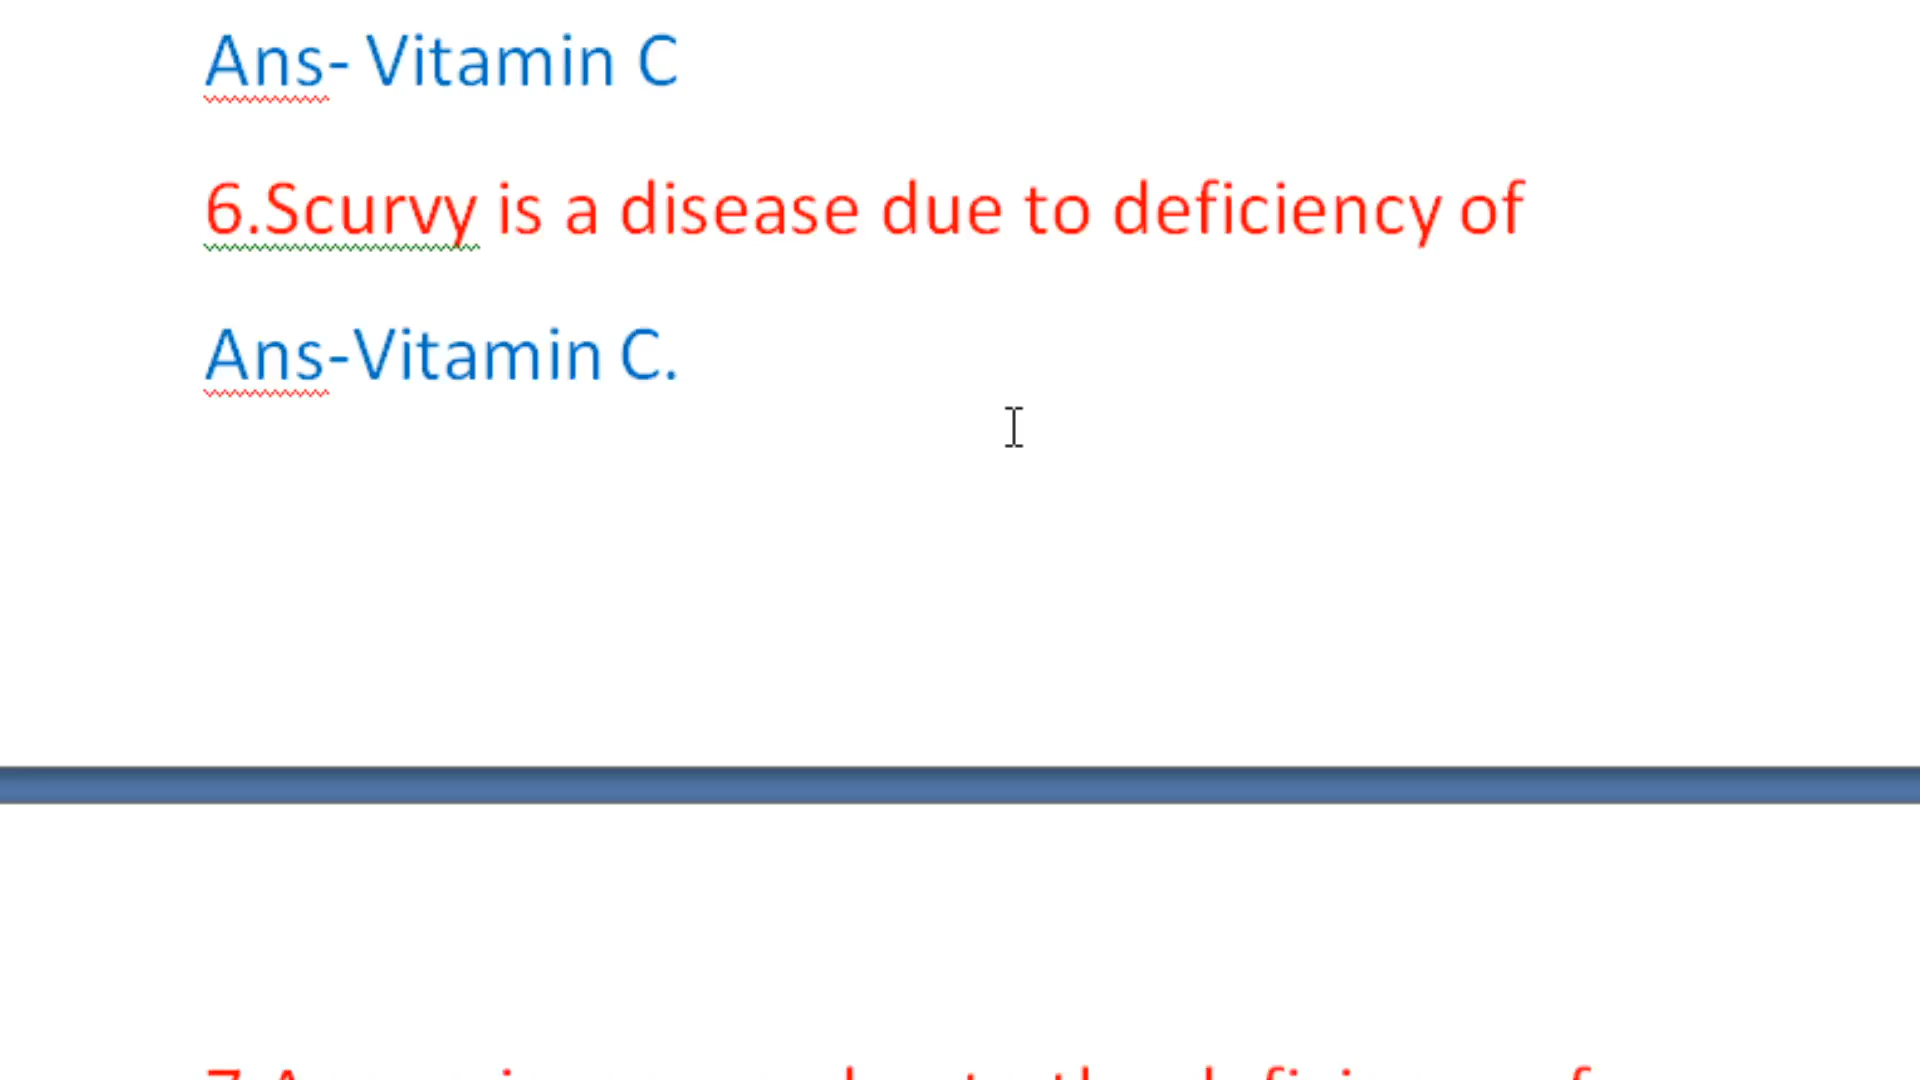 Ans- Vitamin C
6.Scurvy is a disease due to deficiency of
Ans-Vitamin C.